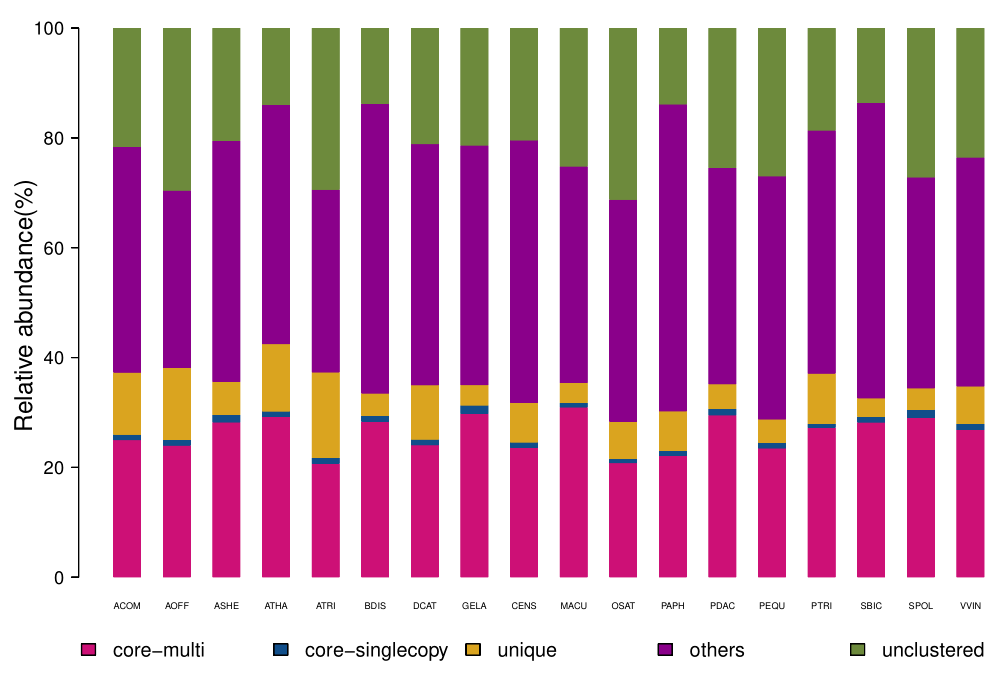 Relative abundance(%)
100
80
60
40
20
0
ACOM AOFF ASHE ATHA ATRI BDIS DCAT GELA CENS MACU OSAT PAPH PDAC PEQU PTRI SBIC SPOL VVIN
core−multi core−singlecopy unique others unclustered